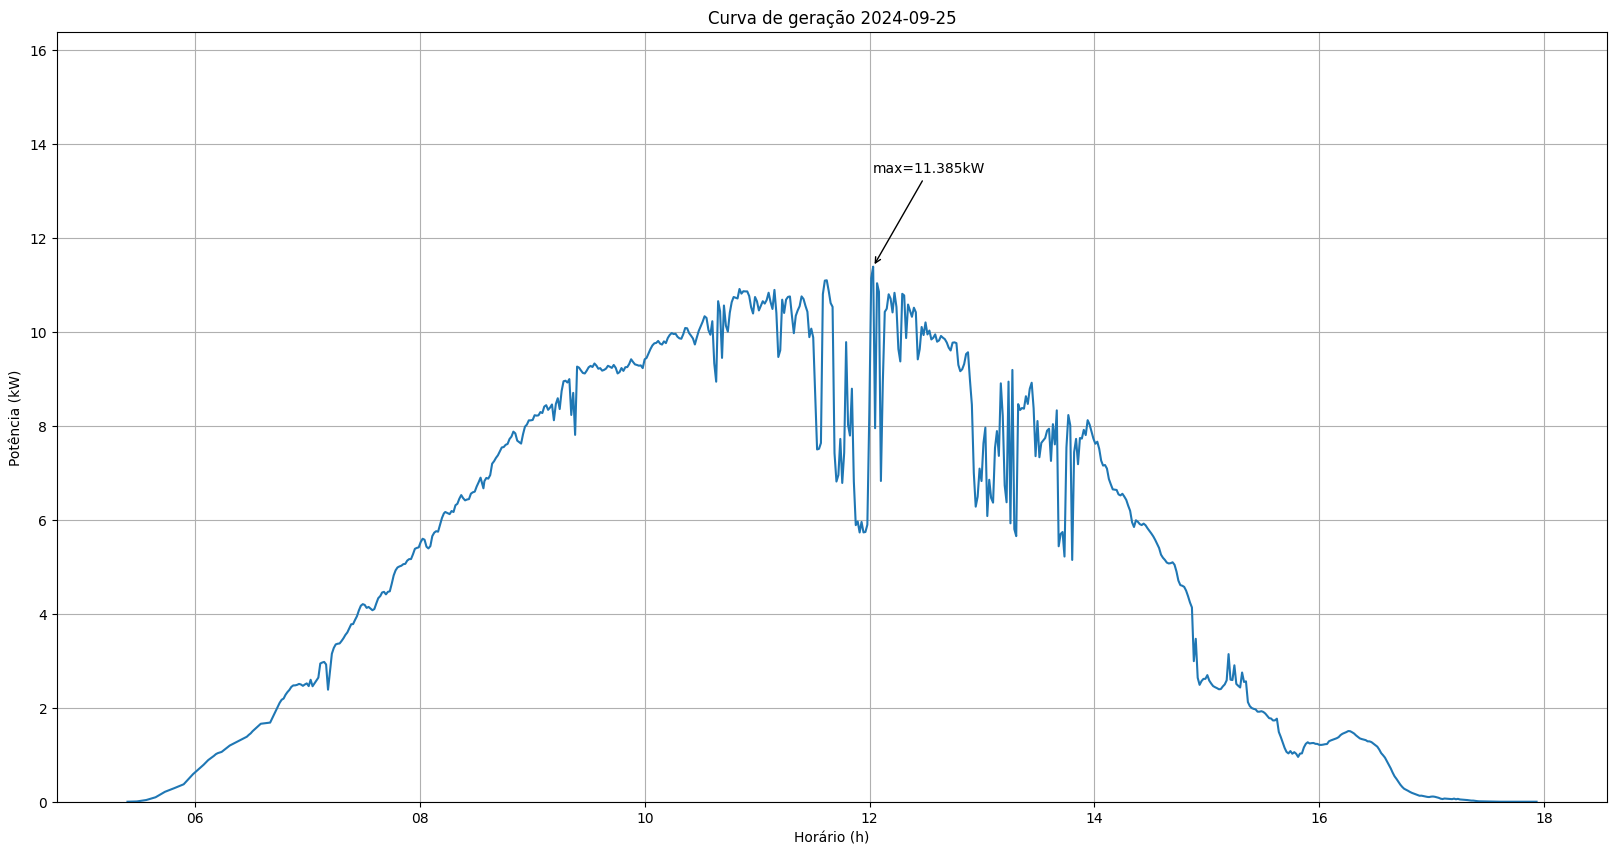 Curva de geração 2024-09-25
16
14
max=11.385kW
12
10
8
6
4
2
0
Potência (kW)
06 08 10 12 14 16 18
Horário (h)